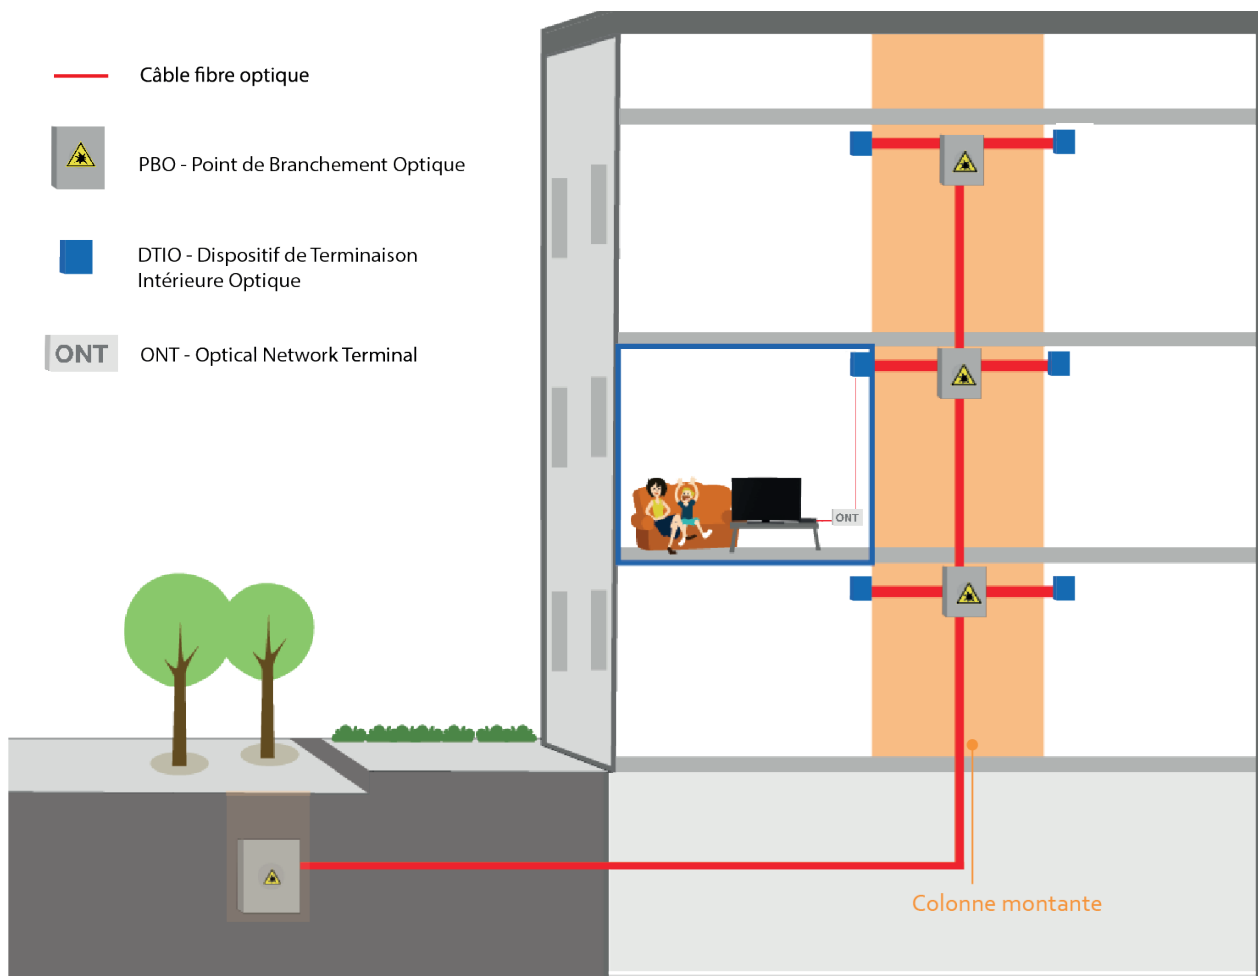 Câble fibre optique
PBO - Point de Branchement Optique
DTIO - Dispositif de Terminaison
Intérieure Optique
ONT
ONT - Optical Network Terminal
ONT
Colonne montante